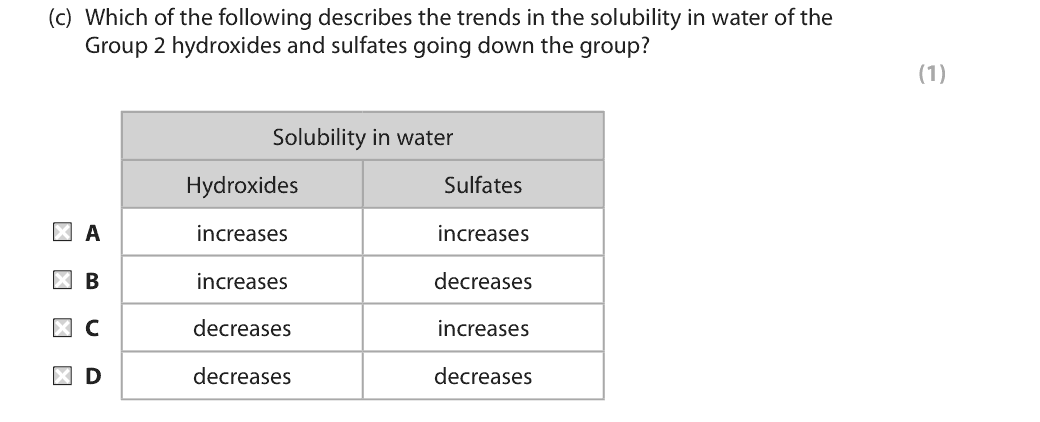 (c) Which of the following describes the trends in the solubility in water of the
Group 2 hydroxides and sulfates going down the group?
(1)
Solubility in water
Hydroxides Sulfates
A increases increases
B increases decreases
C decreases increases
D decreases decreases